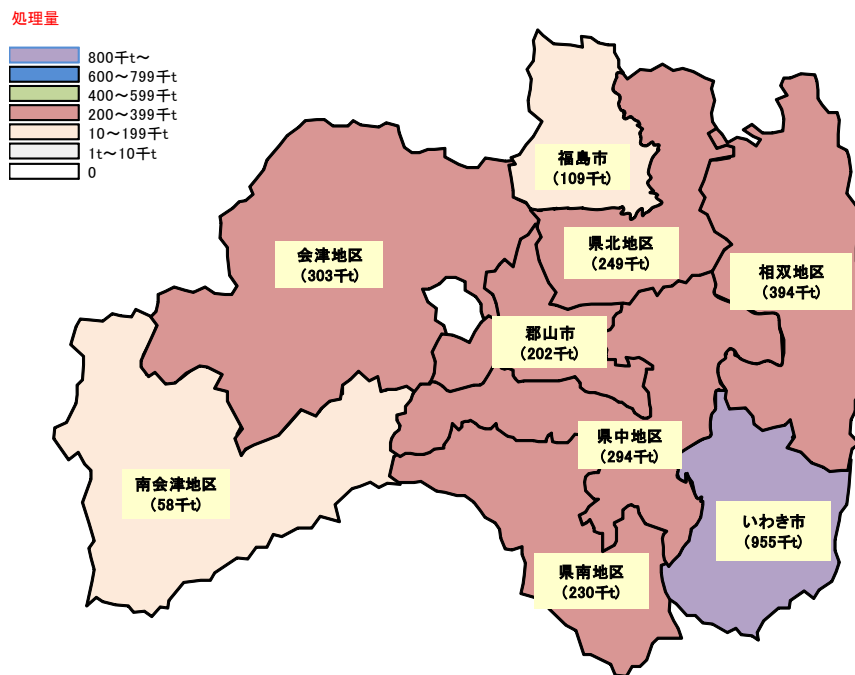 処理量
800千t～
600～799千t
400～599千t
200～399千t
10～199千t
1t～10千t
0
福島市
(109千t)
県北地区
(249千t)
会津地区
(303千t)
相双地区
(394千t)
郡山市
(202千t)
県中地区
(294千t)
南会津地区
(58千t)
いわき市
(955千t)
県南地区
(230千t)